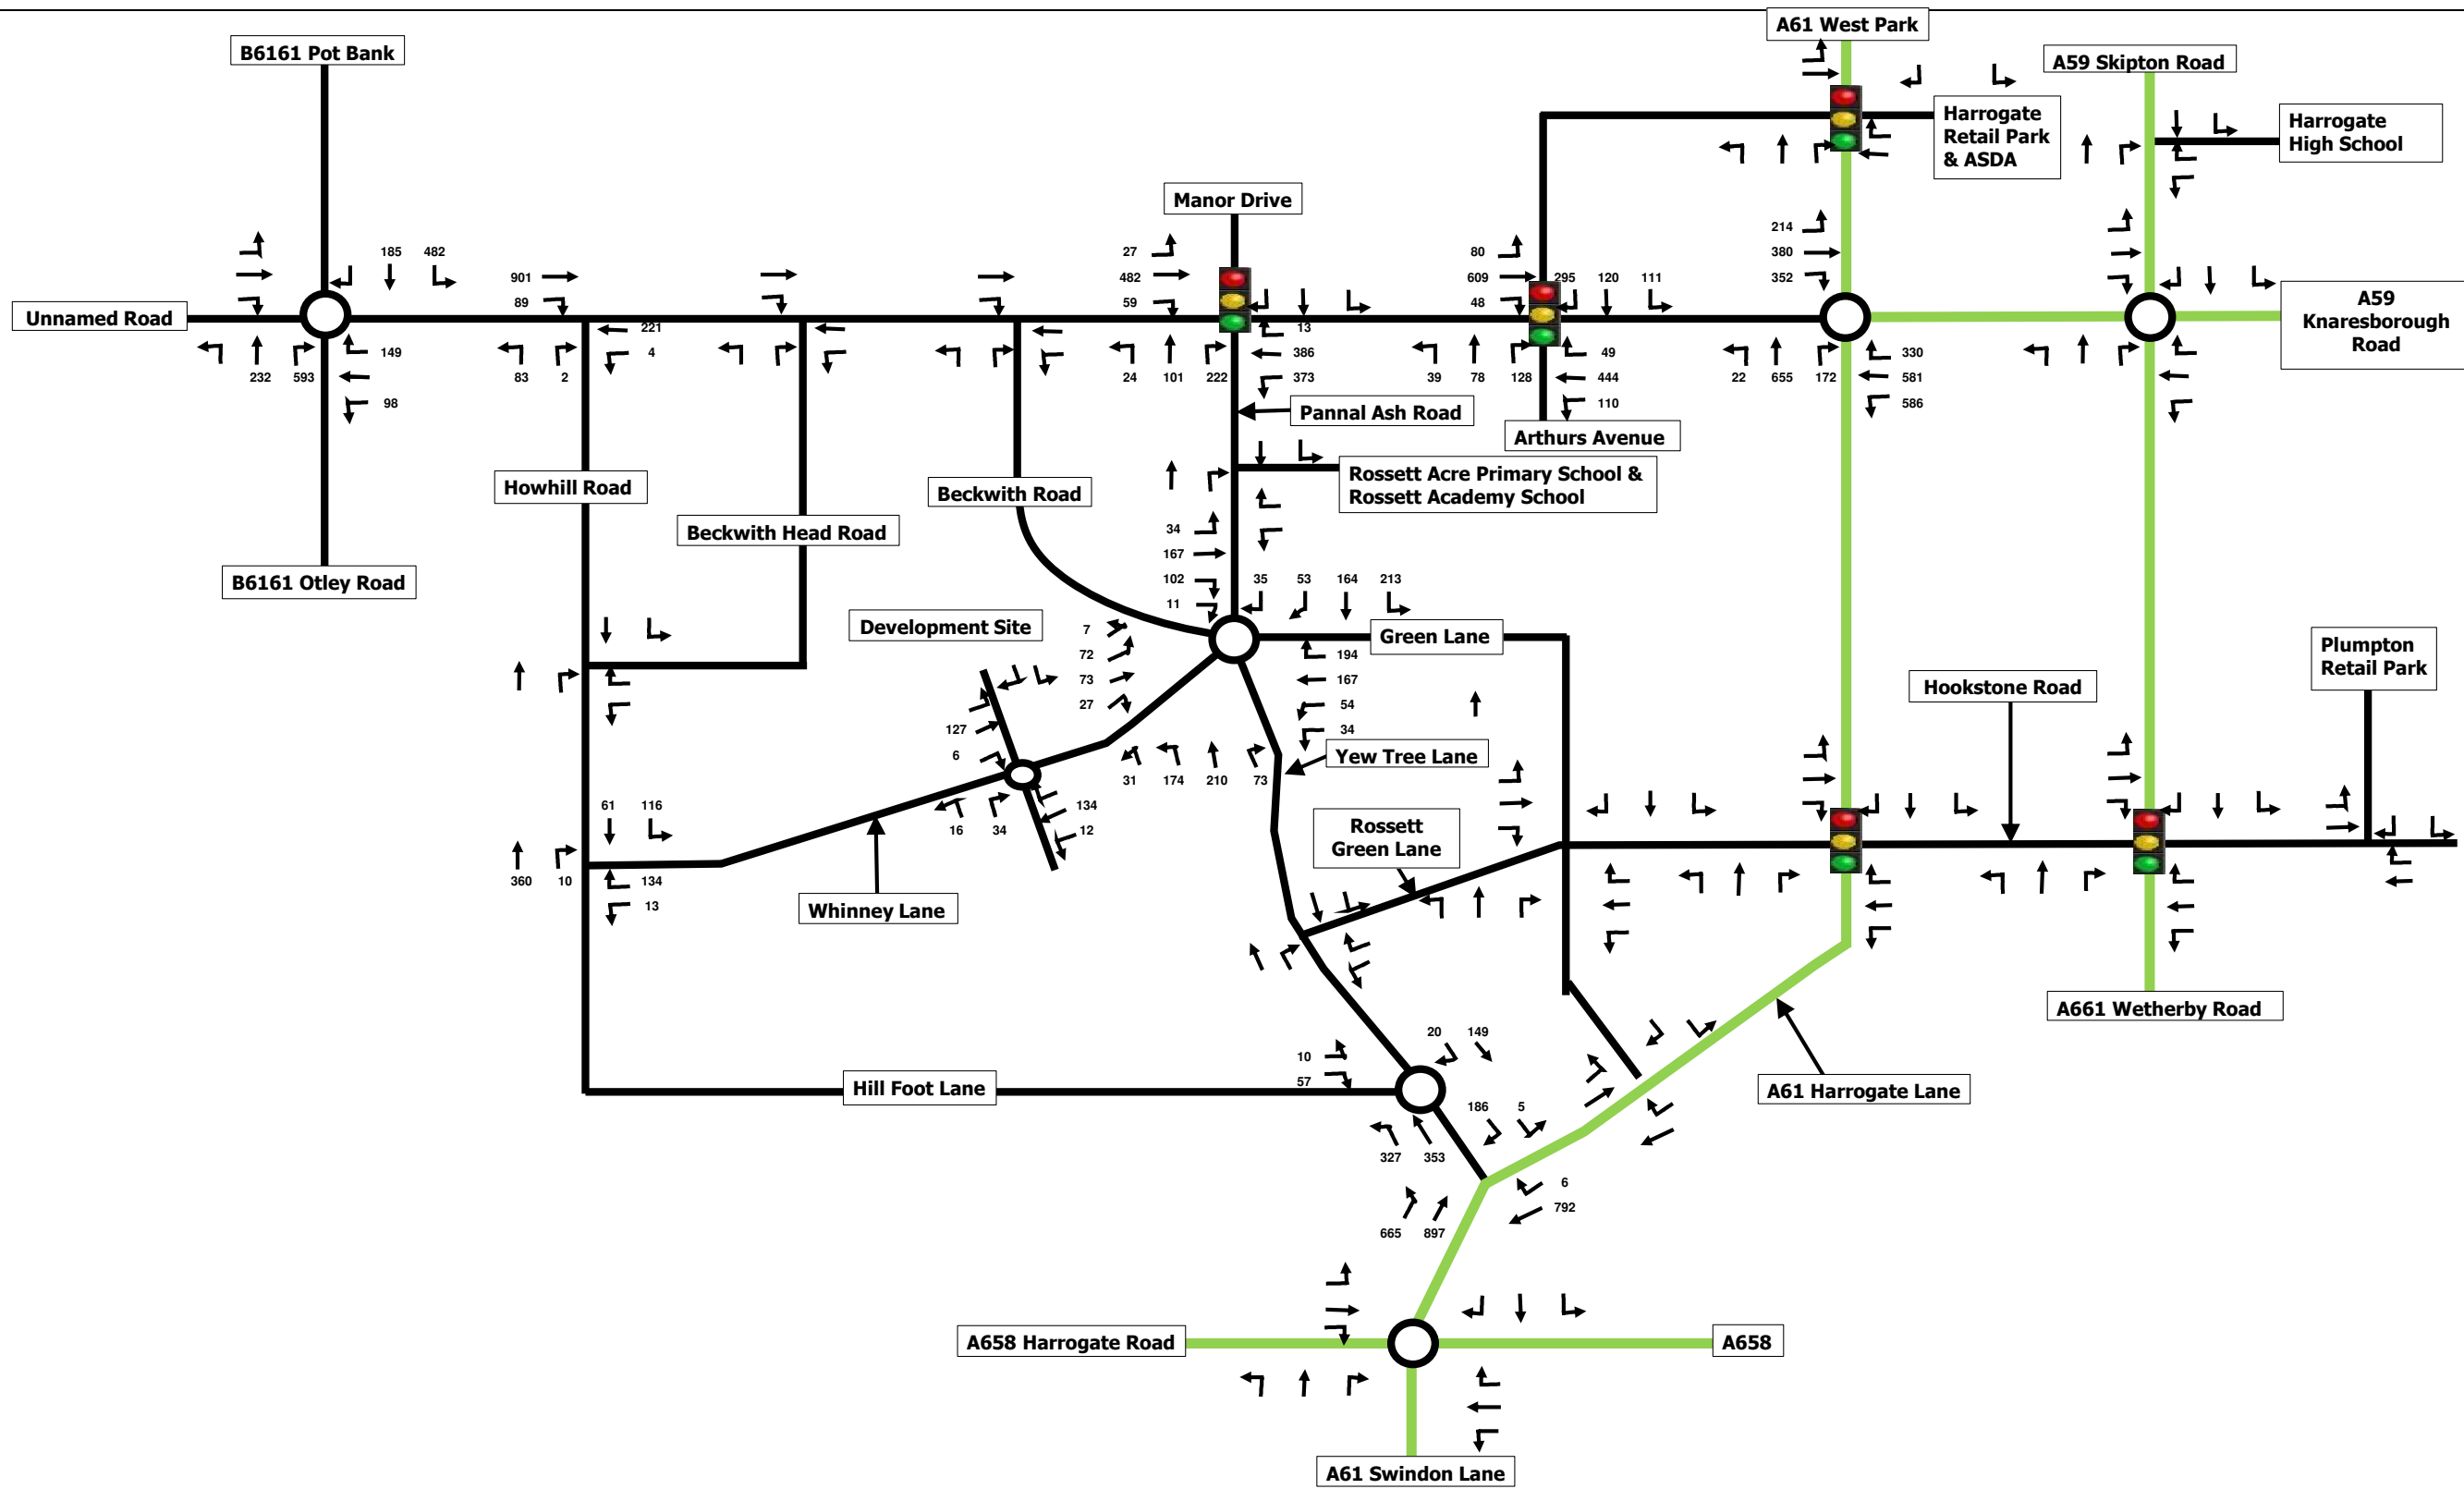 A61 West Park
B6161 Pot Bank
A59 Skipton Road
Harrogate
Retail Park
& ASDA
Harrogate
High School
Manor Drive
185 482
901
89
27
482
59
80
609
48
295 120 111
214
380
352
Unnamed Road
A59
Knaresborough
Road
232 593
149
98
83 2
221
4
24 101 222
13
386
373
39 78 128
49
444
110
22 655 172
330
581
586
Pannal Ash Road
Arthurs Avenue
Howhill Road
Beckwith Road
Rossett Acre Primary School &
Rossett Academy School
Beckwith Head Road
B6161 Otley Road
34
167
102
11
35 53 164 213
Development Site
7
72
73
27
Green Lane
194
167
54
34
Plumpton
Retail Park
Hookstone Road
127
6
31 174 210 73
Yew Tree Lane
61 116
16 34
134
12
Rossett
Green Lane
360 10
134
13
Whinney Lane
A661 Wetherby Road
20 149
10
57
Hill Foot Lane
A61 Harrogate Lane
186 5
327 353
6
792
665 897
A658 Harrogate Road
A658
A61 Swindon Lane